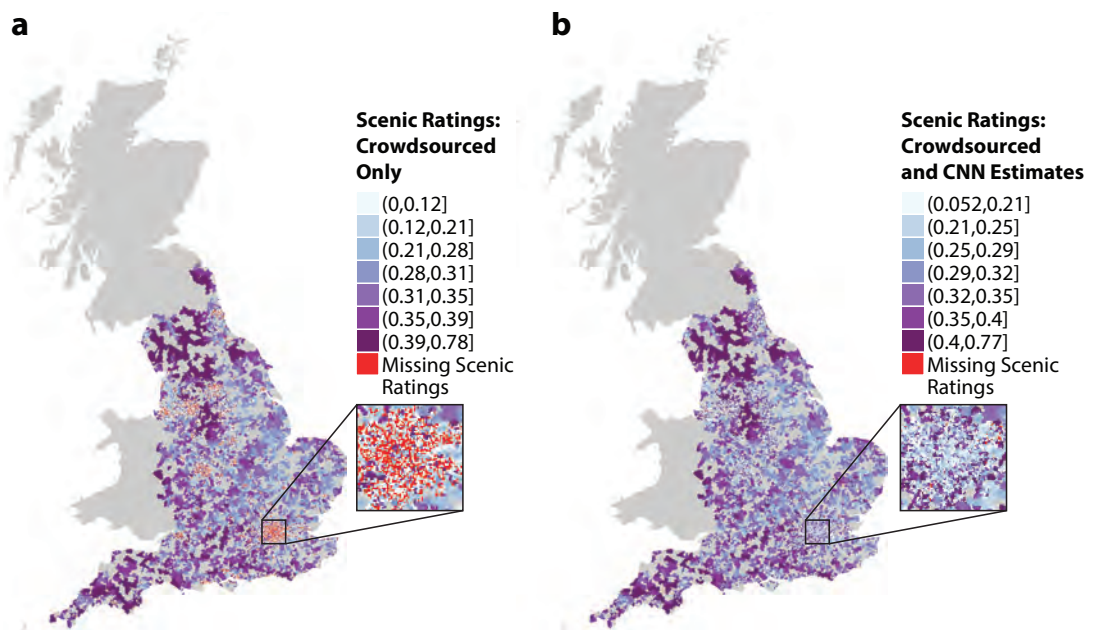 a
Scenic Ratings:
Crowdsourced
Only
(0,0.12]
(0.12,0.21]
(0.21,0.28]
(0.28,0.31]
(0.31,0.35]
(0.35,0.39]
(0.39,0.78]
Missing Scenic
Ratings
b
Scenic Ratings:
Crowdsourced
and CNN Estimates
(0.052,0.21]
(0.21,0.25]
(0.25,0.29]
(0.29,0.32]
(0.32,0.35]
(0.35,0.4]
(0.4,0.77]
Missing Scenic
Ratings